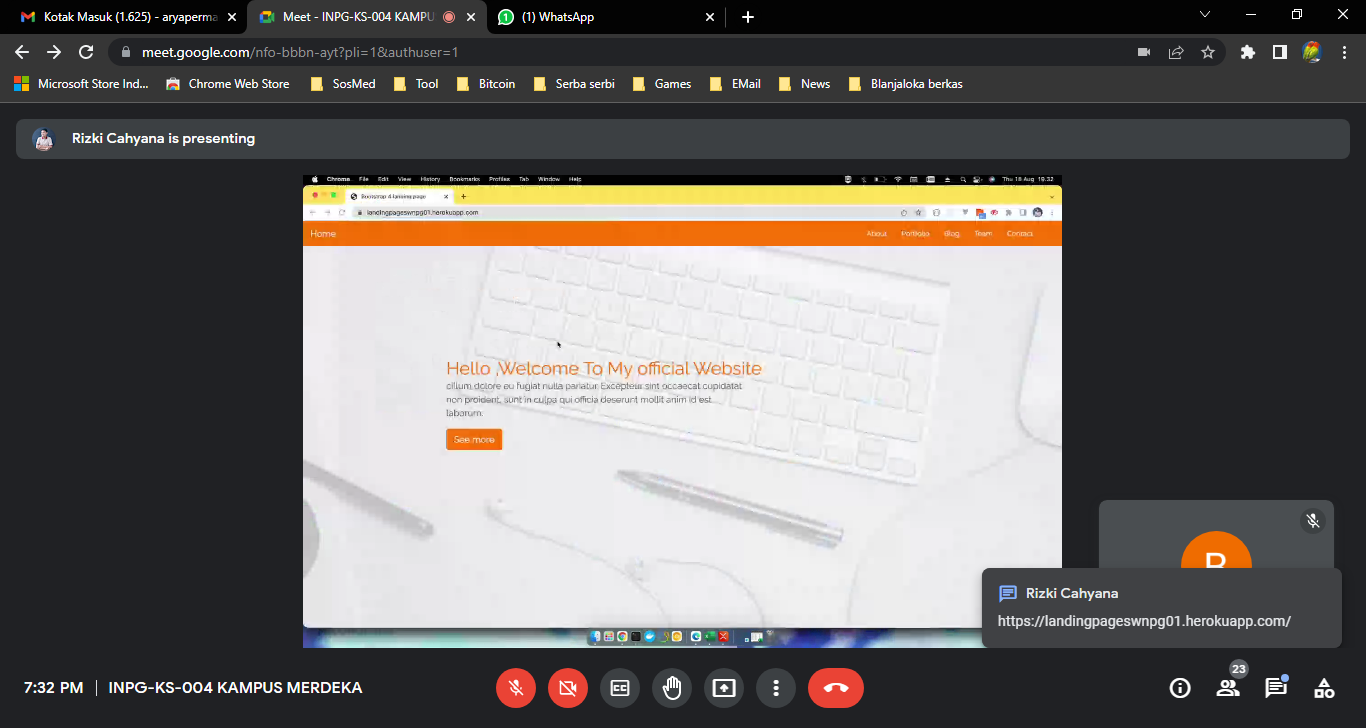 Kotak Masuk (1.625) - aryaperma
Meet - INPG-KS-004 KAMPU
(1) WhatsApp
meet.google.com/nfo-bbbn-ayt?pli=1&authuser=1
Microsoft Store Ind...
Chrome Web Store
SosMed
Tool
Bitcoin
Serba serbi
Games
EMail
News
Blanjaloka berkas
Rizki Cahyana is presenting
Chrome File Edit View History Bookmarks Profiles Tab Window Help
Thu 18 Aug 19.32
Bootstrap 4 landing page
landingpageswnpg01.herokuapp.com
Home
About Portfolio Blog Team Contact
Hello ,Welcome To My official Website
cillum dolore eu fugiat nulla pariatur. Excepteur sint occaecat cupidatat
non proident, sunt in culpa qui officia deserunt mollit anim id est
laborum.
See more
R
Rizki Cahyana
https://landingpageswnpg01.herokuapp.com/
7:32 PM | INPG-KS-004 KAMPUS MERDEKA
23